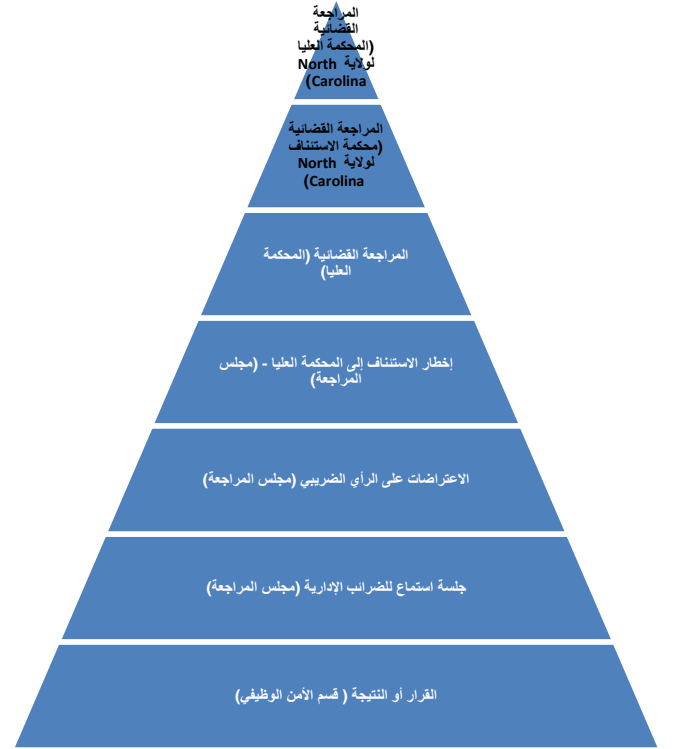 المراجعة
القضائية
(المحكمة العليا
لولاية North
Carolina)
المراجعة القضائية
(محكمة الاستئناف
لولاية North
Carolina)
المراجعة القضائية (المحكمة
العليا)
إخطار الاستئناف إلى المحكمة العليا - (مجلس
المراجعة)
الاعتراضات على الرأي الضريبي (مجلس المراجعة)
جلسة استماع للضرائب الإدارية (مجلس المراجعة)
القرار أو النتيجة ( قسم الأمن الوظيفي)